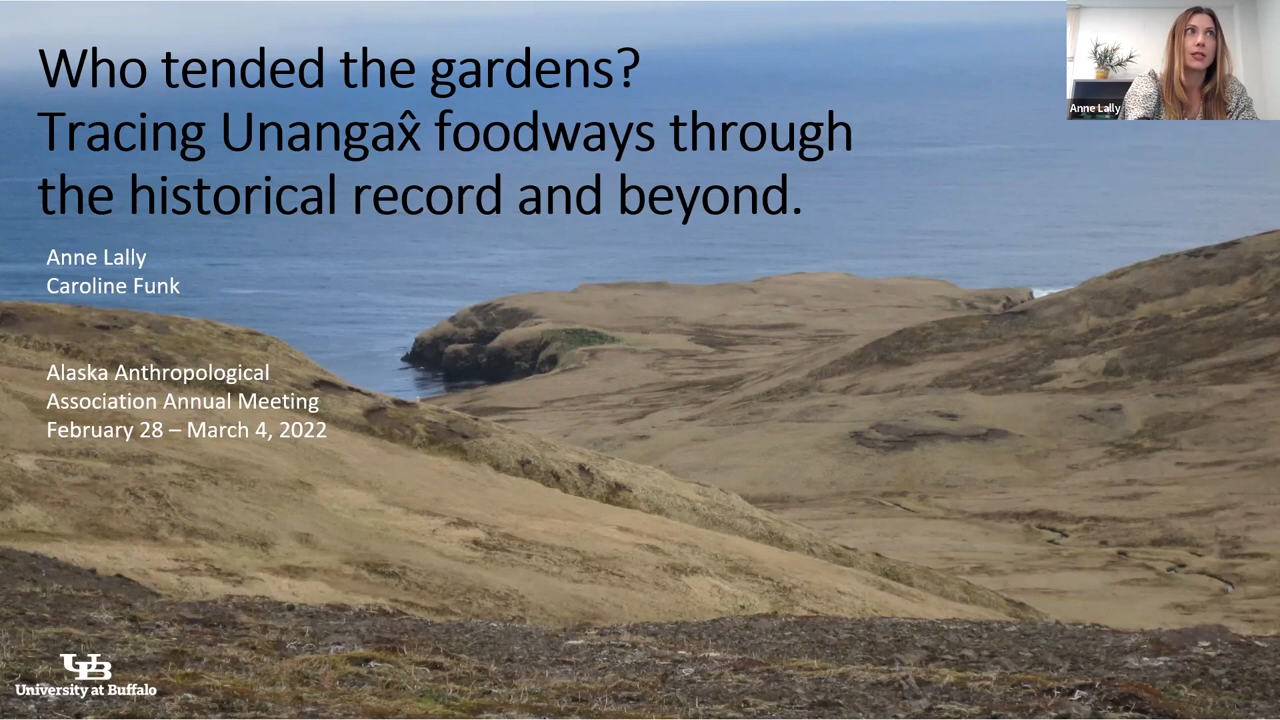 Who tended the gardens?
Tracing Unangax̂ foodways through
the historical record and beyond.
Anne Lally
Anne Lally
Caroline Funk
Alaska Anthropological
Association Annual Meeting
February 28 – March 4, 2022
UB
University at Buffalo